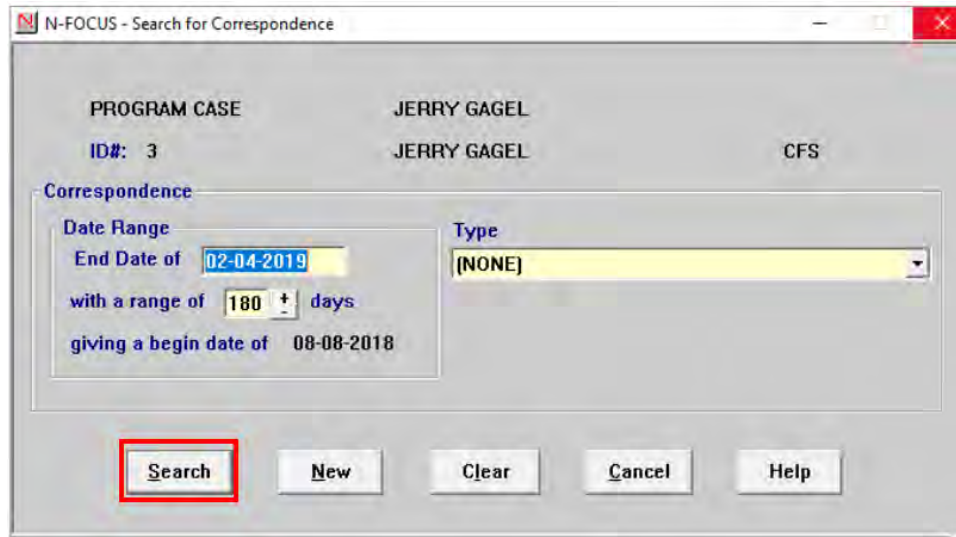 N-FOCUS - Search for Correspondence
PROGRAM CASE JERRY GAGEL
ID#: 3 JERRY GAGEL CFS
Correspondence
Date Range
Type
End Date of 02-04-2019
(NONE)
with a range of 180 + - days
giving a begin date of 08-08-2018
Search New Clear Cancel Help